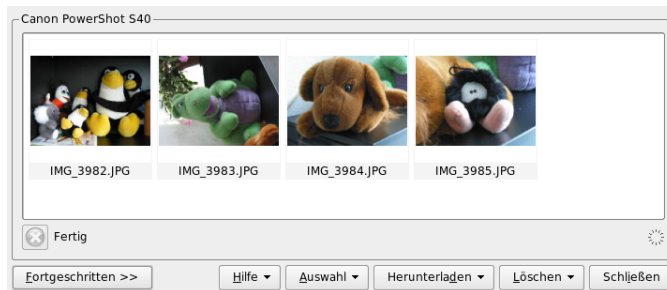 Canon PowerShot S40
IMG_3982.JPG IMG_3983.JPG IMG_3984.JPG IMG_3985.JPG
Fertig
Fortgeschritten >> Hilfe Auswahl Herunterladen Löschen Schließen